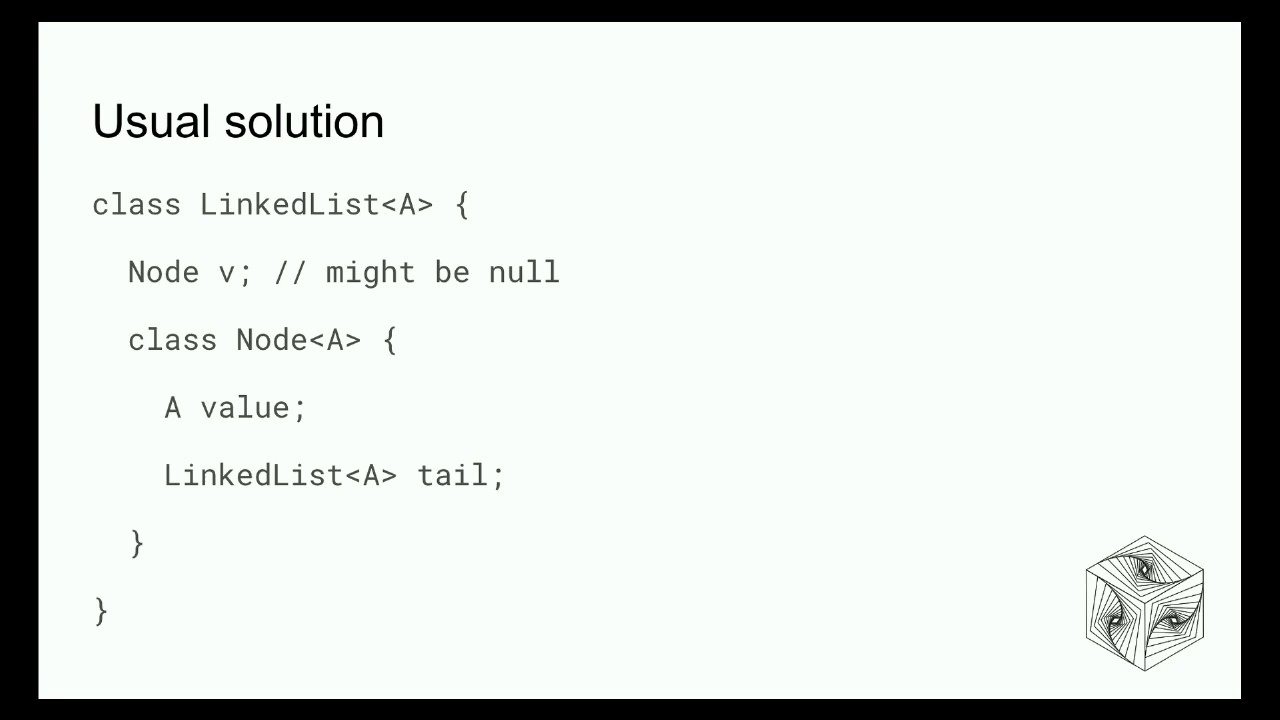 Usual solution
class LinkedList<A> {
Node v; // might be null
class Node<A> {
A value;
LinkedList<A> tail;
}
}